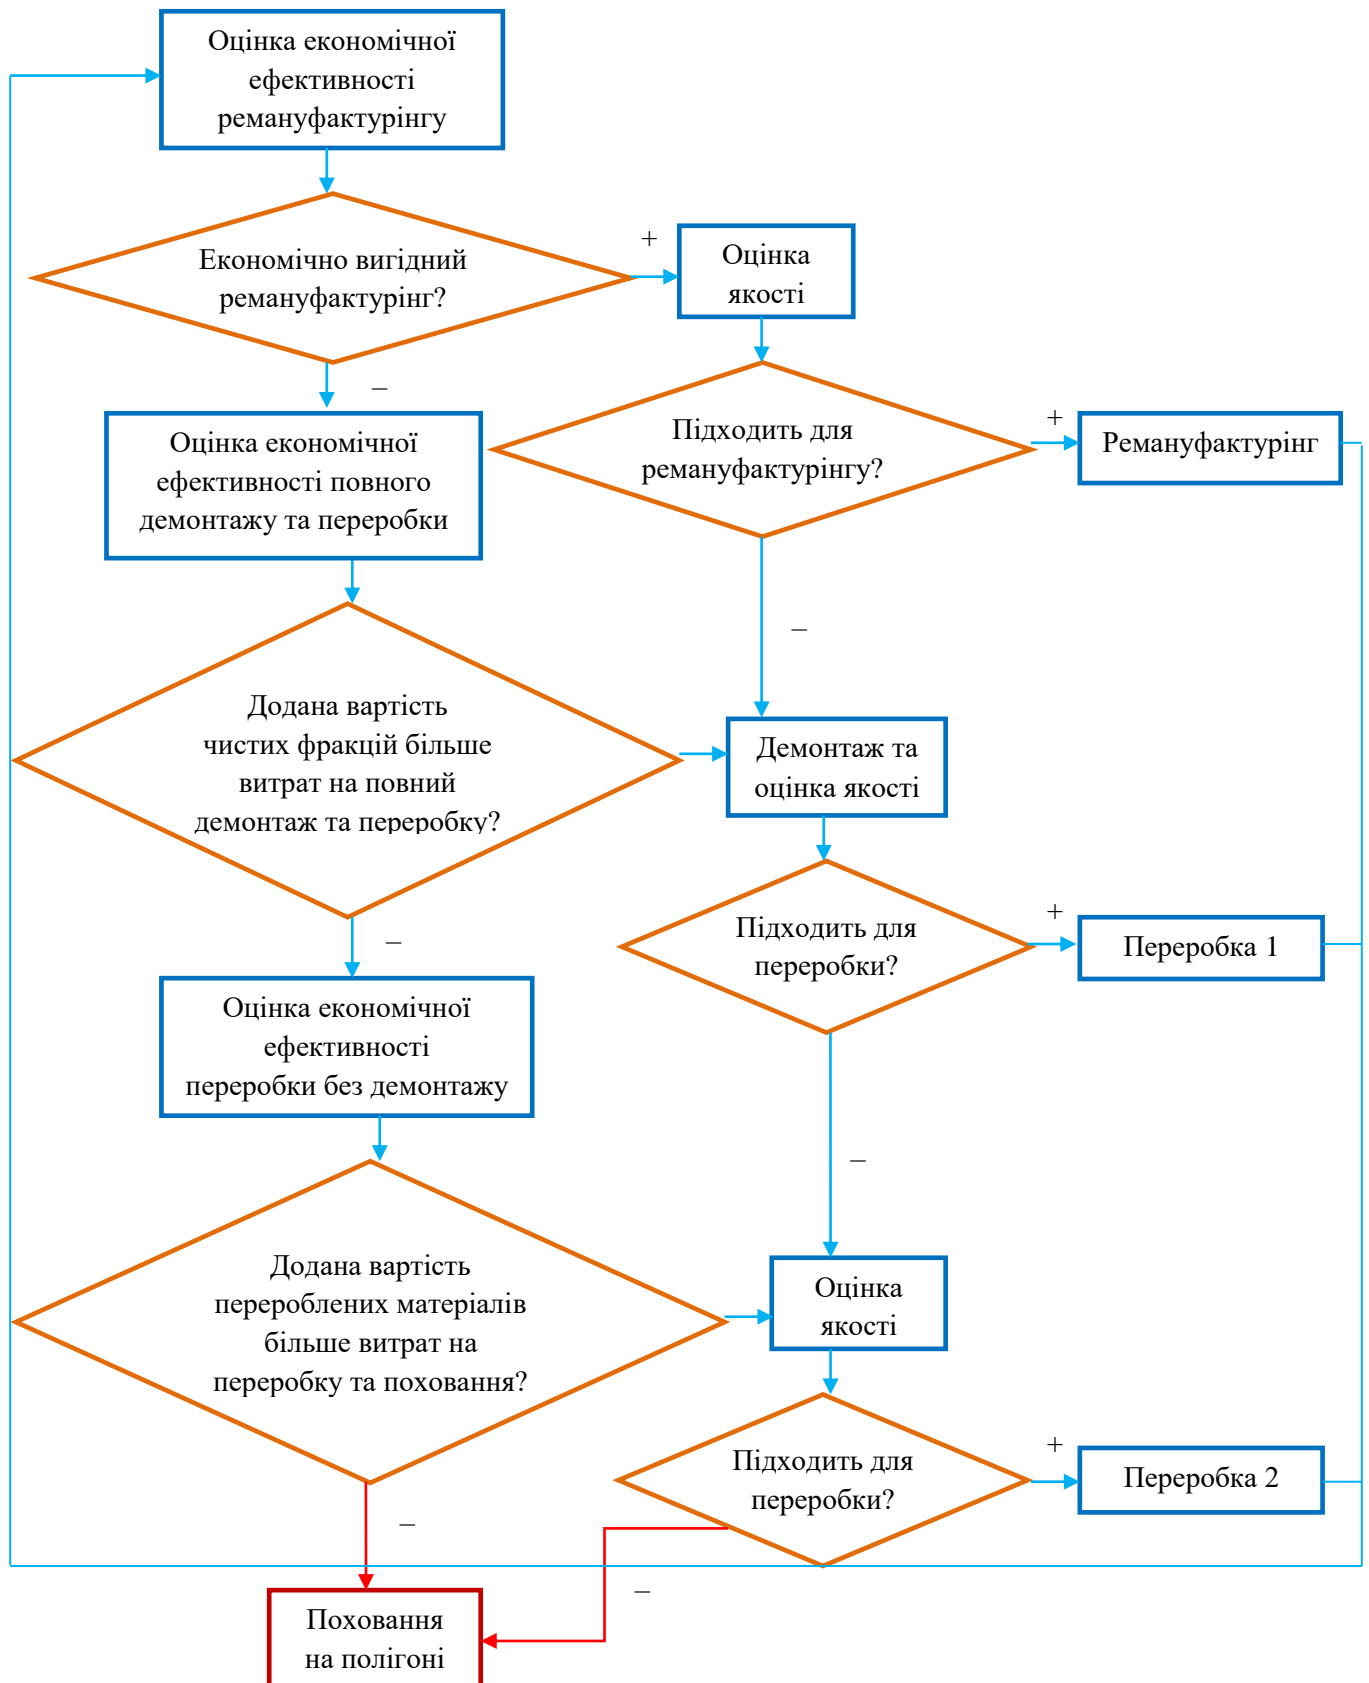 Оцінка економічної
ефективності
ремануфактурінгу
Економічно вигідний
ремануфактурінг?
+
Оцінка
якості
–
Оцінка економічної
ефективності повного
демонтажу та переробки
Підходить для
ремануфактурінгу?
+
Ремануфактурінг
–
Додана вартість
чистих фракцій більше
витрат на повний
демонтаж та переробку?
Демонтаж та
оцінка якості
–
Підходить для
переробки?
+
Переробка 1
Оцінка економічної
ефективності
переробки без демонтажу
–
Додана вартість
перероблених матеріалів
більше витрат на
переробку та поховання?
Оцінка
якості
–
Підходить для
переробки?
+
Переробка 2
–
Поховання
на полігоні